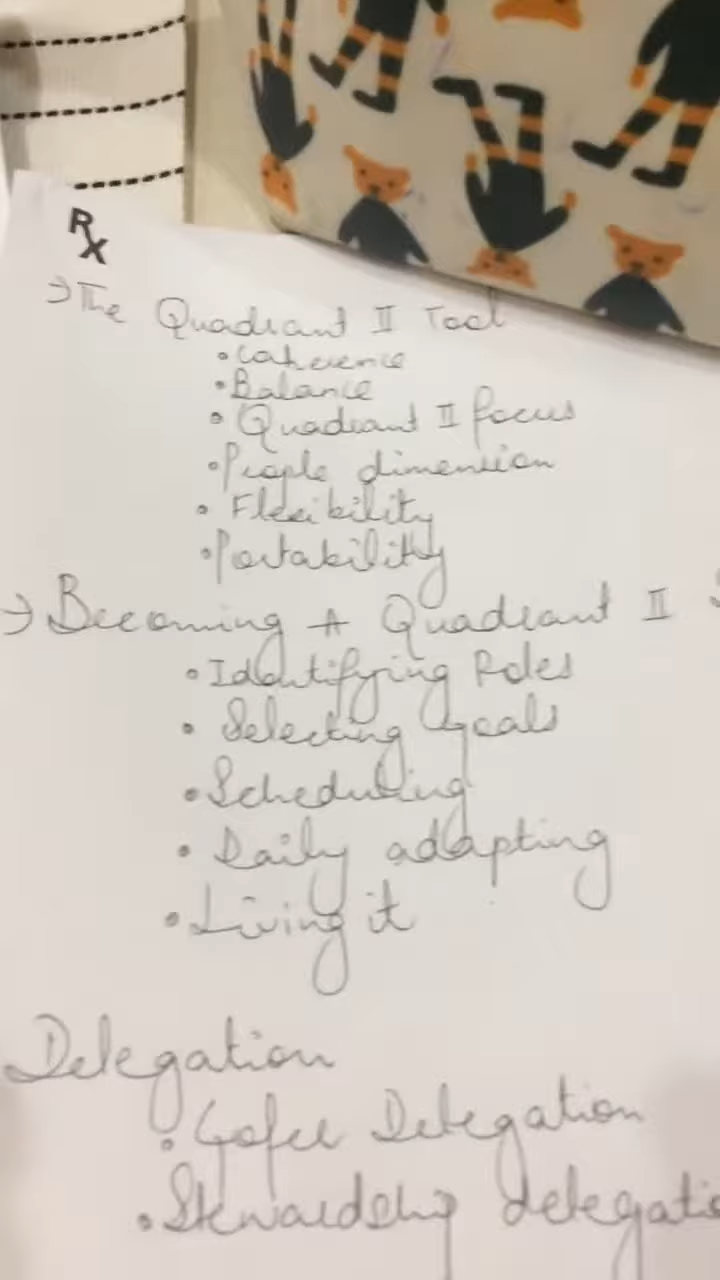 Rx
→ The Quadrant II Tool
• Coherence
• Balance
• Quadrant II focus
• People dimension
• Flexibility
• Portability
→ Becoming A Quadrant II
• Identifying Roles
• Selecting goals
• Scheduling
• Daily adapting
• Living it
Delegation
• Gofer Delegation
• Stewardship delegatio